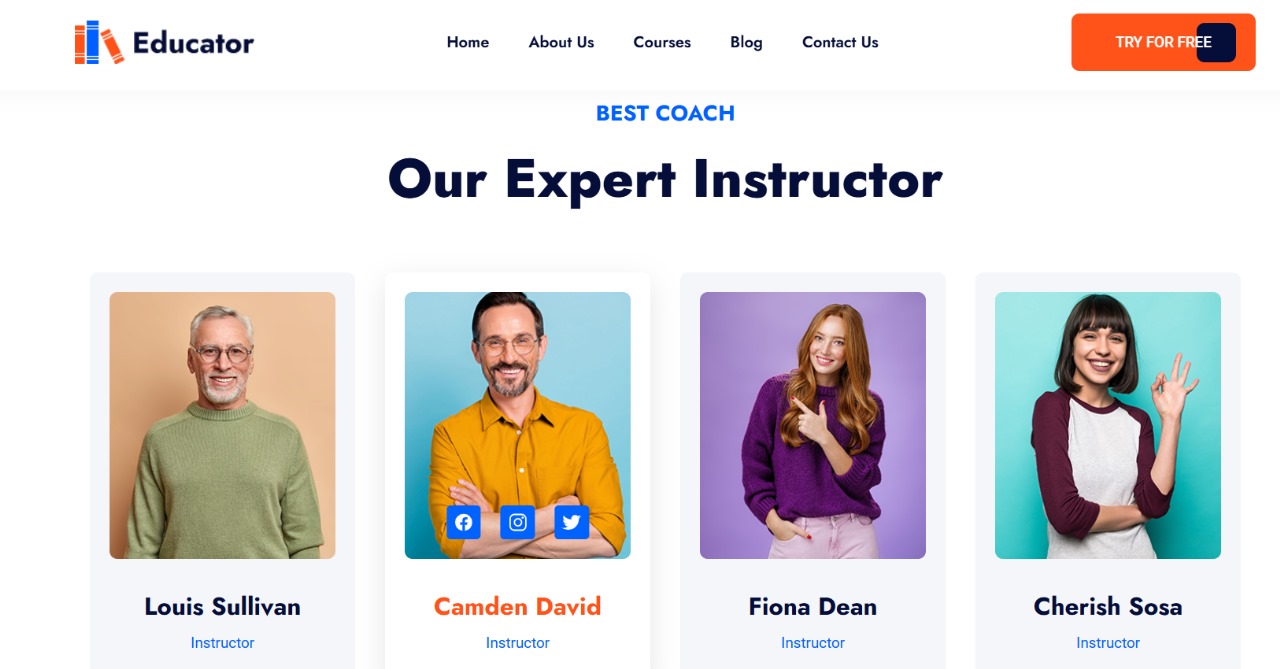 Educator
Home About Us Courses Blog Contact Us
TRY FOR FREE
BEST COACH
Our Expert Instructor
Louis Sullivan
Instructor
Camden David
Instructor
Fiona Dean
Instructor
Cherish Sosa
Instructor